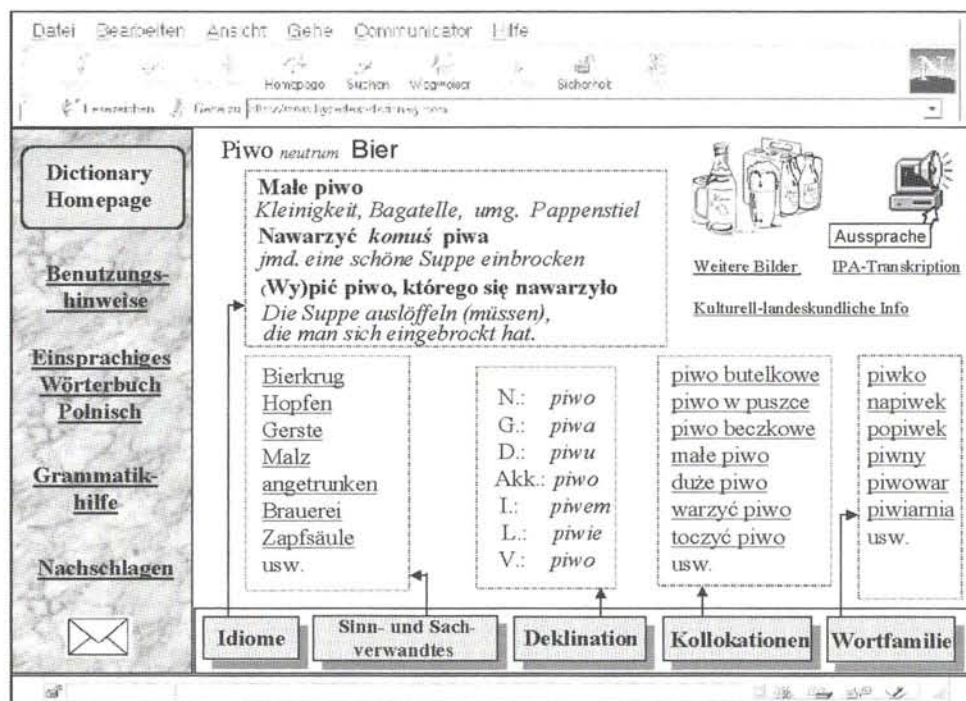 Datei Bearbeiten Ansicht Gehe Communicator Hilfe
Homepage Suchen Wegweiser Sicherheit
Lesezeichen Gehe zu
Dictionary
Homepage
Benutzungs-
hinweise
Einsprachiges
Wörterbuch
Polnisch
Grammatik-
hilfe
Nachschlagen
Piwo neutrum Bier
Małe piwo
Kleinigkeit, Bagatelle, umg. Pappenstiel
Nawarzyć komuś piwa
jmd. eine schöne Suppe einbrocken
(Wy)pić piwo, którego się nawarzyło
Die Suppe auslöffeln (müssen),
die man sich eingebrockt hat.
Aussprache
Weitere Bilder
IPA-Transkription
Kulturell-landeskundliche Info
Bierkrug
Hopfen
Gerste
Malz
angetrunken
Brauerei
Zapfsäule
usw.
N.: piwo
G.: piwa
D.: piwu
Akk.: piwo
I.: piwem
L.: piwie
V.: piwo
piwo butelkowe
piwo w puszce
piwo beczkowe
małe piwo
duże piwo
warzyć piwo
toczyć piwo
usw.
piwko
napiwek
popiwek
piwny
piwowar
piwiarnia
usw.
Idiome
Sinn- und Sach-
verwandtes
Deklination
Kollokationen
Wortfamilie